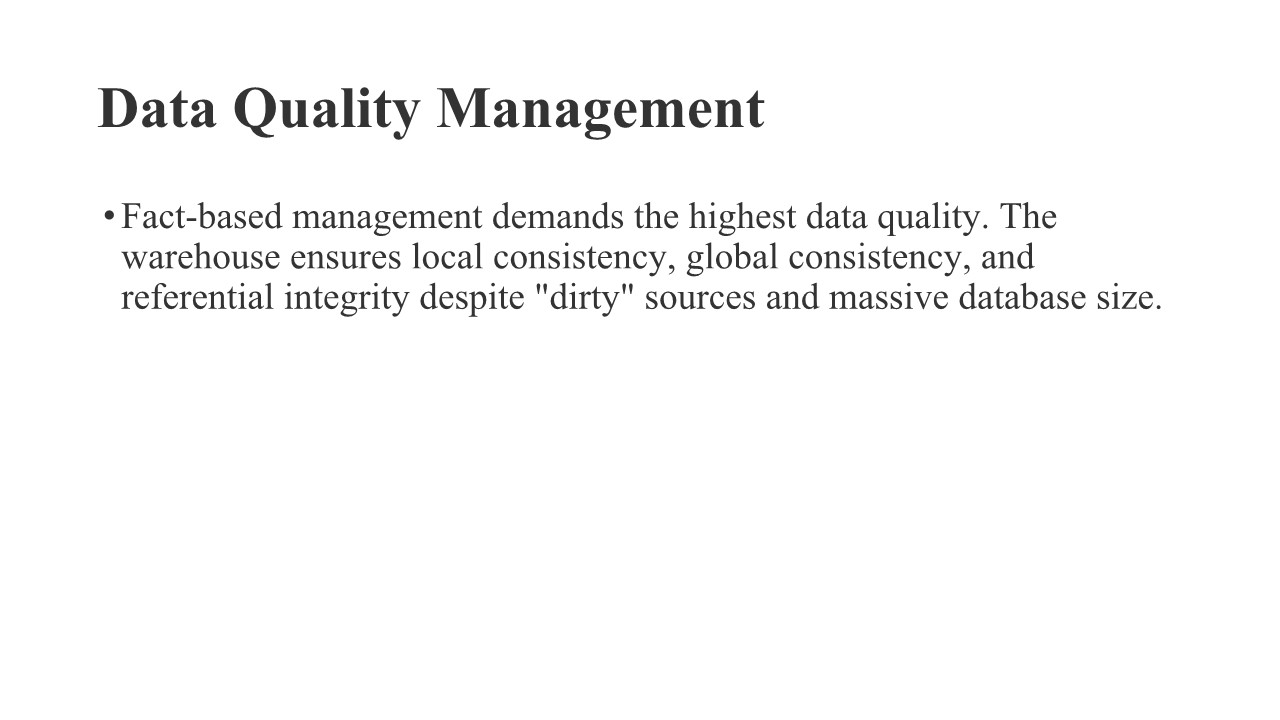 Data Quality Management
• Fact-based management demands the highest data quality. The
warehouse ensures local consistency, global consistency, and
referential integrity despite "dirty" sources and massive database size.